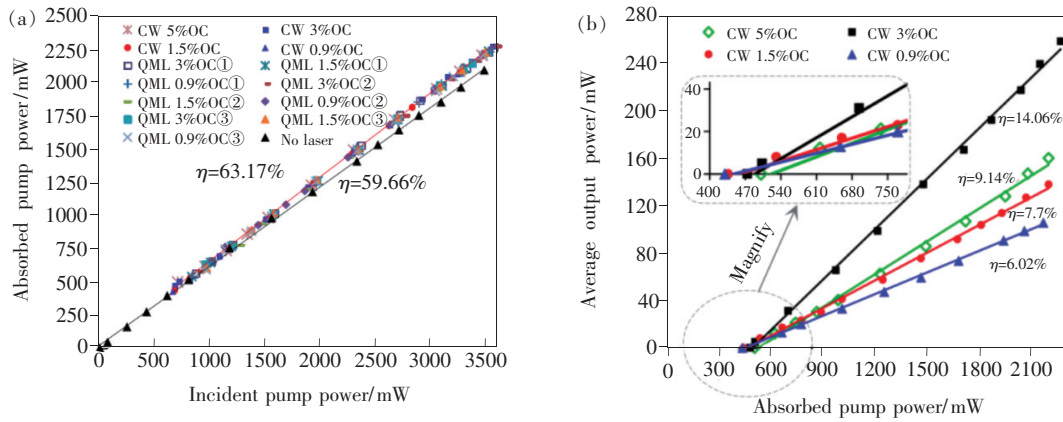 (a)
2500
2250
2000
1750
1500
1250
1000
750
500
250
0
Absorbed pump power/mW
CW 5%OC
CW 3%OC
CW 1.5%OC
CW 0.9%OC
QML 3%OC①
QML 1.5%OC①
QML 0.9%OC①
QML 3%OC②
QML 1.5%OC②
QML 0.9%OC②
QML 3%OC③
QML 1.5%OC③
QML 0.9%OC③
No laser
η=63.17%
η=59.66%
0 500 1000 1500 2000 2500 3000 3500
Incident pump power/mW
(b)
280
240
200
160
120
80
40
0
Average output power/mW
CW 5%OC
CW 3%OC
CW 1.5%OC
CW 0.9%OC
40
20
0
400 470 540 610 680 750
Magnify
η=14.06%
η=9.14%
η=7.7%
η=6.02%
0 300 600 900 1200 1500 1800 2100
Absorbed pump power/mW